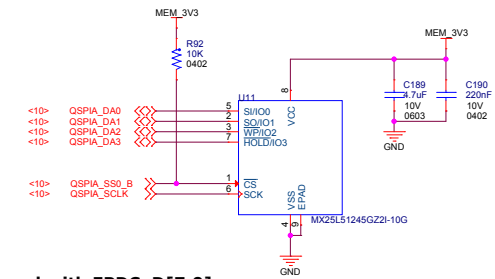 MEM_3V3
MEM_3V3
R92
10K
0402
C189
4.7uF
10V
0603
C190
220nF
10V
0402
GND
U11
8
VCC
<10> QSPIA_DA0 5 SI/IO0
<10> QSPIA_DA1 2 SO/IO1
<10> QSPIA_DA2 3 WP/IO2
<10> QSPIA_DA3 7 HOLD/IO3
<10> QSPIA_SS0_B 1 CS
<10> QSPIA_SCLK 6 SCK
VSS
EPAD
4
9
MX25L51245GZ2I-10G
GND